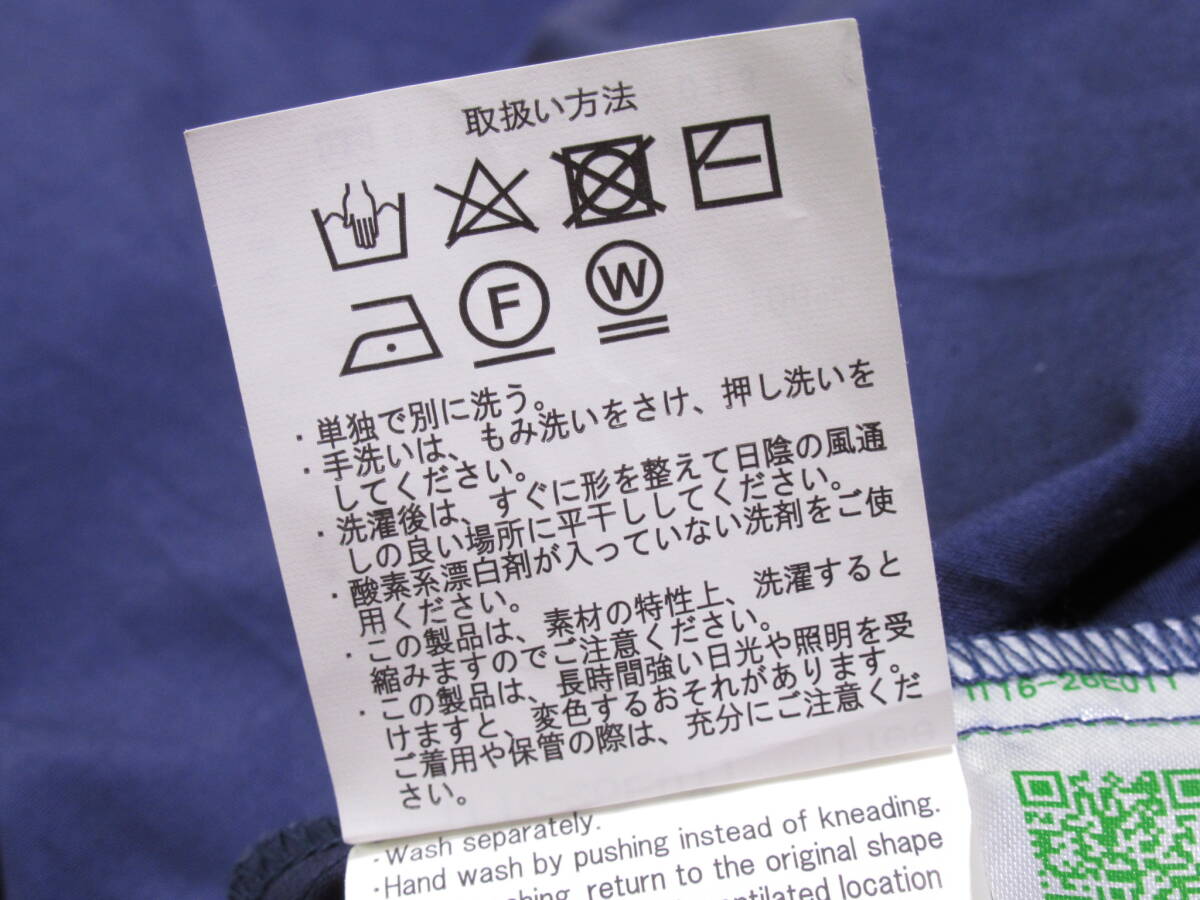 取扱い方法
F W
・単独で別に洗う。
・手洗いは、もみ洗いをさけ、押し洗いを
してください。
・洗濯後は、すぐに形を整えて日陰の風通
しの良い場所に平干ししてください。
・酸素系漂白剤が入っていない洗剤をご使
用ください。
・この製品は、素材の特性上、洗濯すると
縮みますのでご注意ください。
・この製品は、長時間強い日光や照明を受
けますと、変色するおそれがあります。
ご着用や保管の際は、充分にご注意くだ
さい。
・Wash separately.
・Hand wash by pushing instead of kneading.
return to the original shape
location